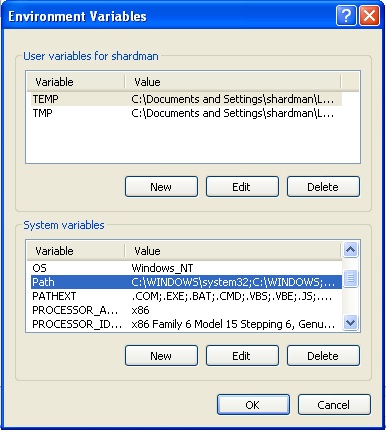 Environment Variables
User variables for shardman
Variable Value
TEMP C:\Documents and Settings\shardman\L...
TMP C:\Documents and Settings\shardman\L...
New Edit Delete
System variables
Variable Value
OS Windows_NT
Path C:\WINDOWS\system32;C:\WINDOWS;...
PATHEXT .COM;.EXE;.BAT;.CMD;.VBS;.VBE;.JS;...
PROCESSOR_A... x86
PROCESSOR_ID... x86 Family 6 Model 15 Stepping 6, Genu...
New Edit Delete
OK Cancel